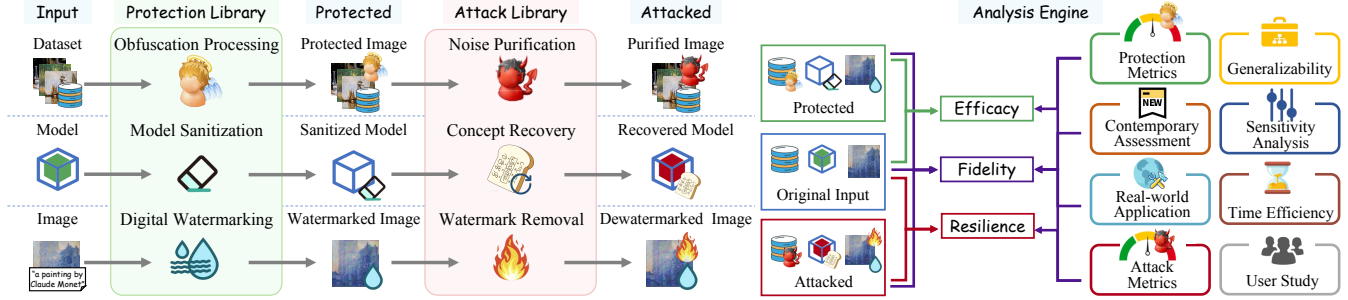 Input
Protection Library
Protected
Attack Library
Attacked
Analysis Engine
Dataset
Obfuscation Processing
Protected Image
Noise Purification
Purified Image
Model
Model Sanitization
Sanitized Model
Concept Recovery
Recovered Model
Image
Digital Watermarking
Watermarked Image
Watermark Removal
Dewatermarked Image
"a painting by
Claude Monet"
Protected
Original Input
Attacked
Efficacy
Fidelity
Resilience
Protection
Metrics
Generalizability
NEW
Contemporary
Assessment
Sensitivity
Analysis
Real-world
Application
Time Efficiency
Attack
Metrics
User Study